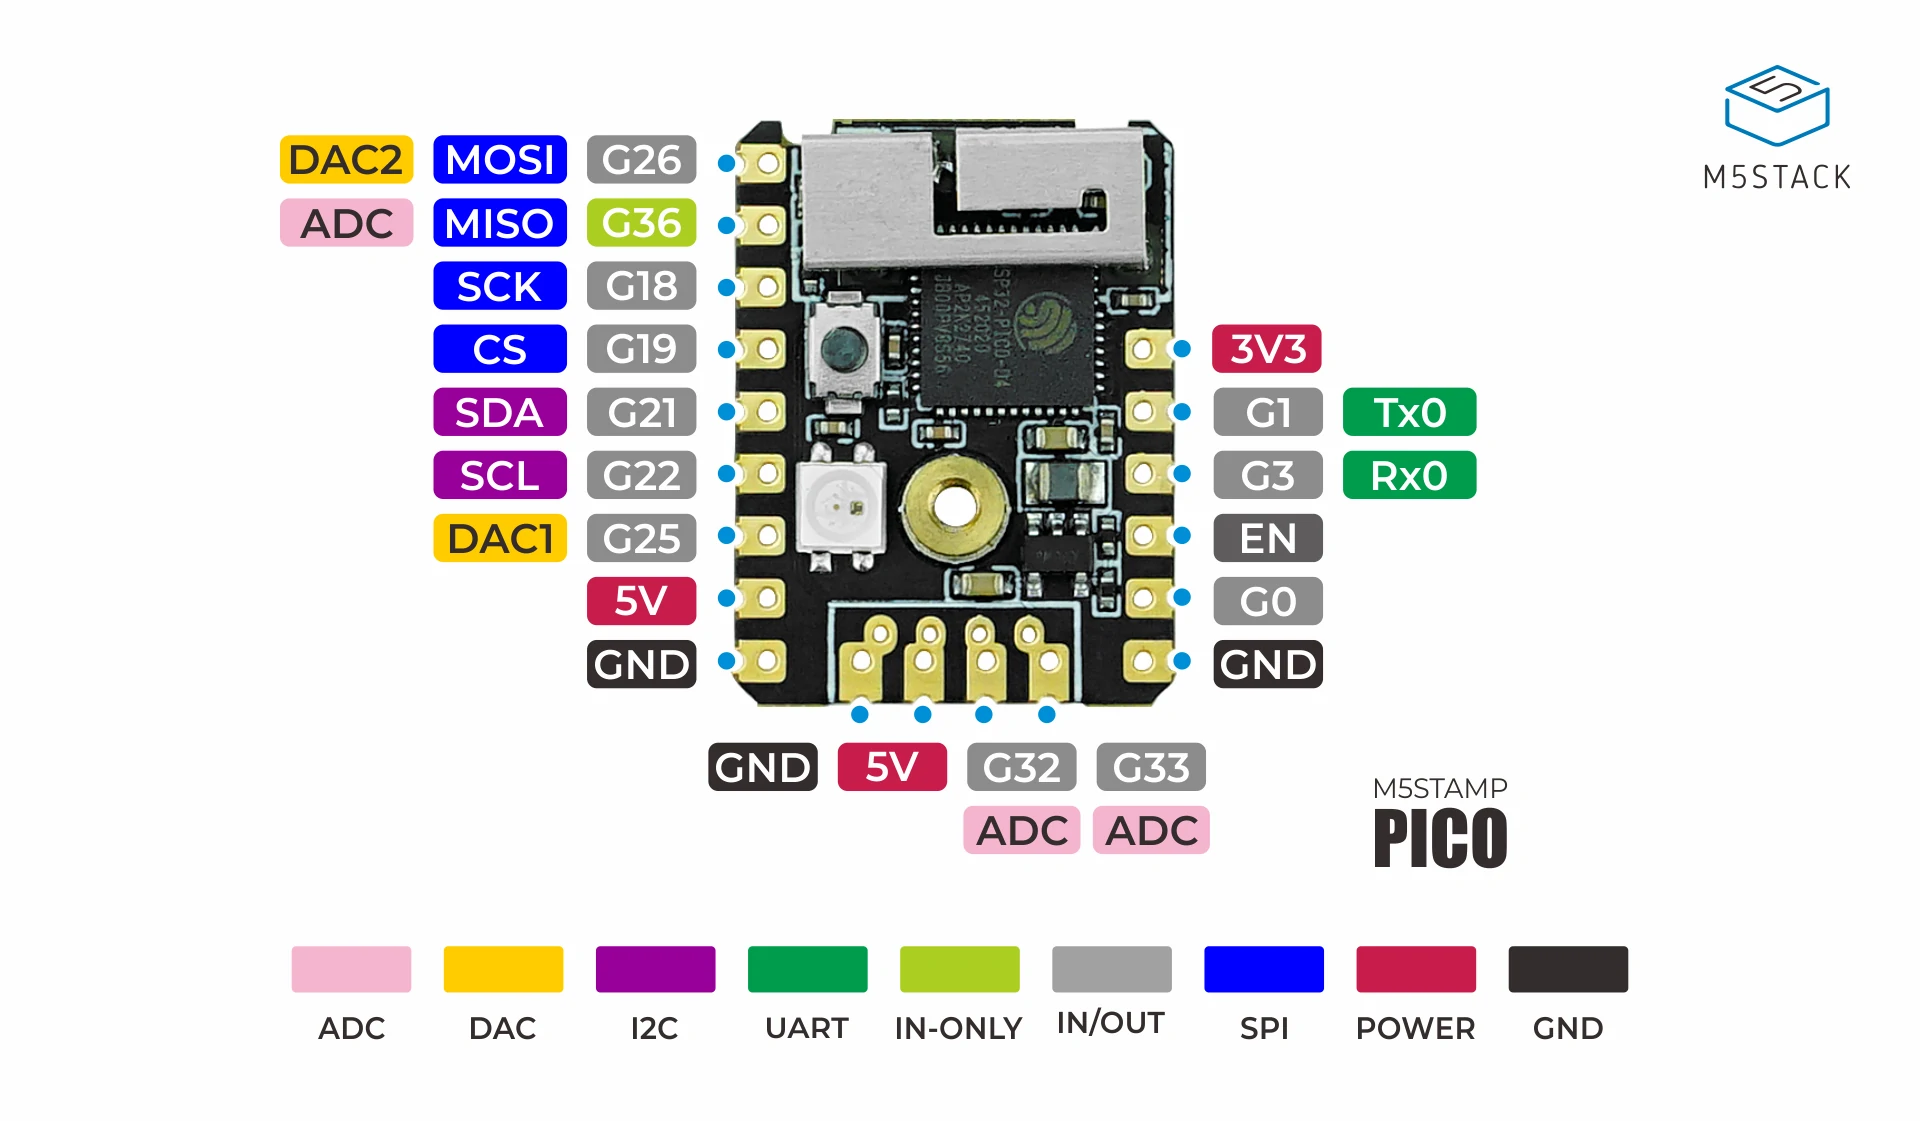 M5STACK
DAC2 MOSI G26
ADC MISO G36
SCK G18
CS G19 3V3
SDA G21 G1 Tx0
SCL G22 G3 Rx0
DAC1 G25 EN
5V G0
GND GND
GND 5V G32 G33
ADC ADC
M5STAMP
PICO
ADC DAC I2C UART IN-ONLY IN/OUT SPI POWER GND